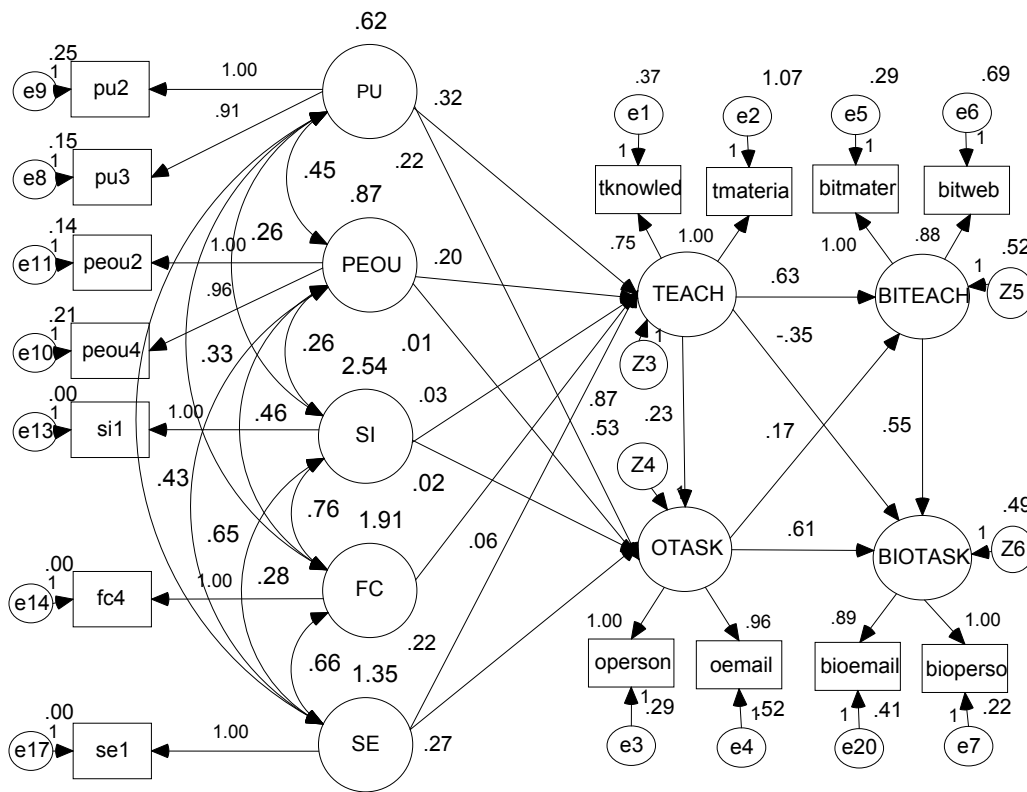 .62
.25
1
e9
pu2
1.00
PU
.32
.91
.15
1
e8
pu3
.45
.22
.87
.14
1
e11
peou2
1.00
.26
PEOU
.20
.96
.21
1
e10
peou4
.33
.26
.01
2.54
.00
1
e13
si1
1.00
.46
SI
.03
.43
.02
.65
.76
1.91
.28
.00
1
e14
fc4
1.00
FC
.06
.22
.66
1.35
.00
1
e17
se1
1.00
SE
.27
.37
1.07
.29
.69
e1
e2
e5
e6
1
1
1
1
tknowled
tmateria
bitmater
bitweb
.75
1.00
1.00
.88
.52
TEACH
.63
BITEACH
1
Z5
1
Z3
-.35
.87
.53
.23
.17
.55
Z4
1
.49
OTASK
.61
BIOTASK
1
Z6
1.00
.96
.89
1.00
operson
oemail
bioemail
bioperso
1
.29
1
.52
1
.41
1
.22
e3
e4
e20
e7